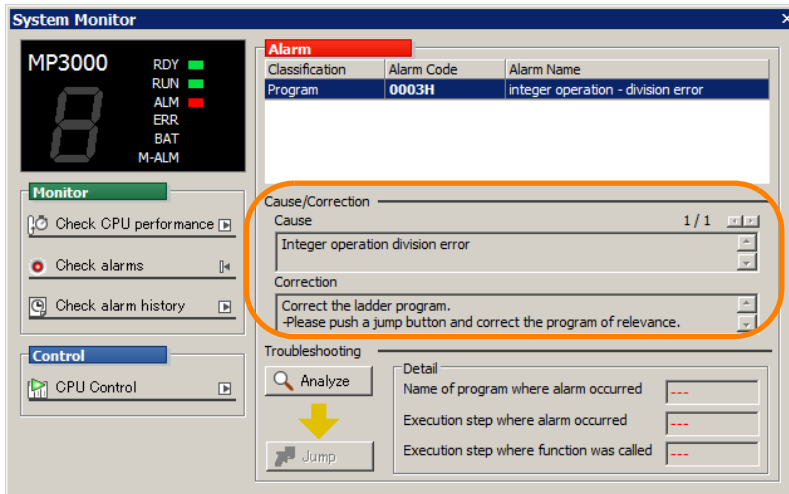 System Monitor
MP3000
RDY
RUN
ALM
ERR
BAT
M-ALM
Alarm
Classification Alarm Code Alarm Name
Program 0003H integer operation - division error
Monitor
Check CPU performance
Check alarms
Check alarm history
Control
CPU Control
Cause/Correction
Cause 1 / 1
Integer operation division error
Correction
Correct the ladder program.
-Please push a jump button and correct the program of relevance.
Troubleshooting
Analyze
Jump
Detail
Name of program where alarm occurred ---
Execution step where alarm occurred ---
Execution step where function was called ---